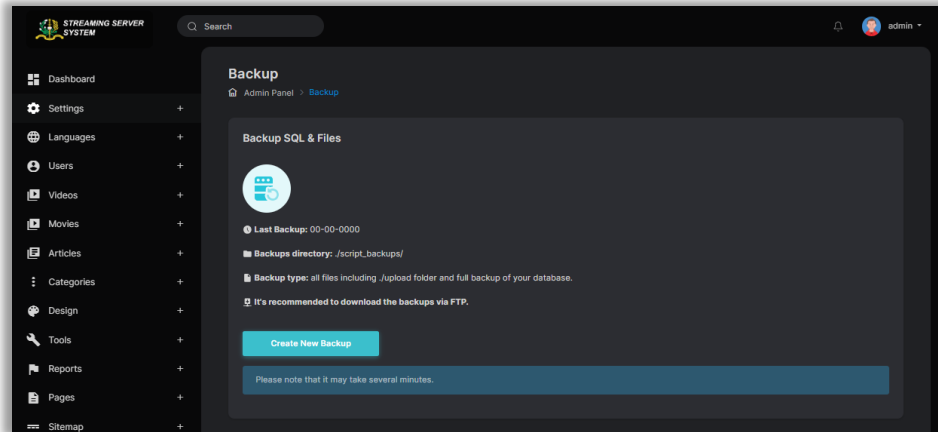 STREAMING SERVER
SYSTEM
Search
admin
Dashboard
Settings +
Languages +
Users +
Videos +
Movies +
Articles +
Categories +
Design +
Tools +
Reports +
Pages +
Sitemap +
Backup
Admin Panel > Backup
Backup SQL & Files
Last Backup: 00-00-0000
Backups directory: ./script_backups/
Backup type: all files including ./upload folder and full backup of your database.
It's recommended to download the backups via FTP.
Create New Backup
Please note that it may take several minutes.